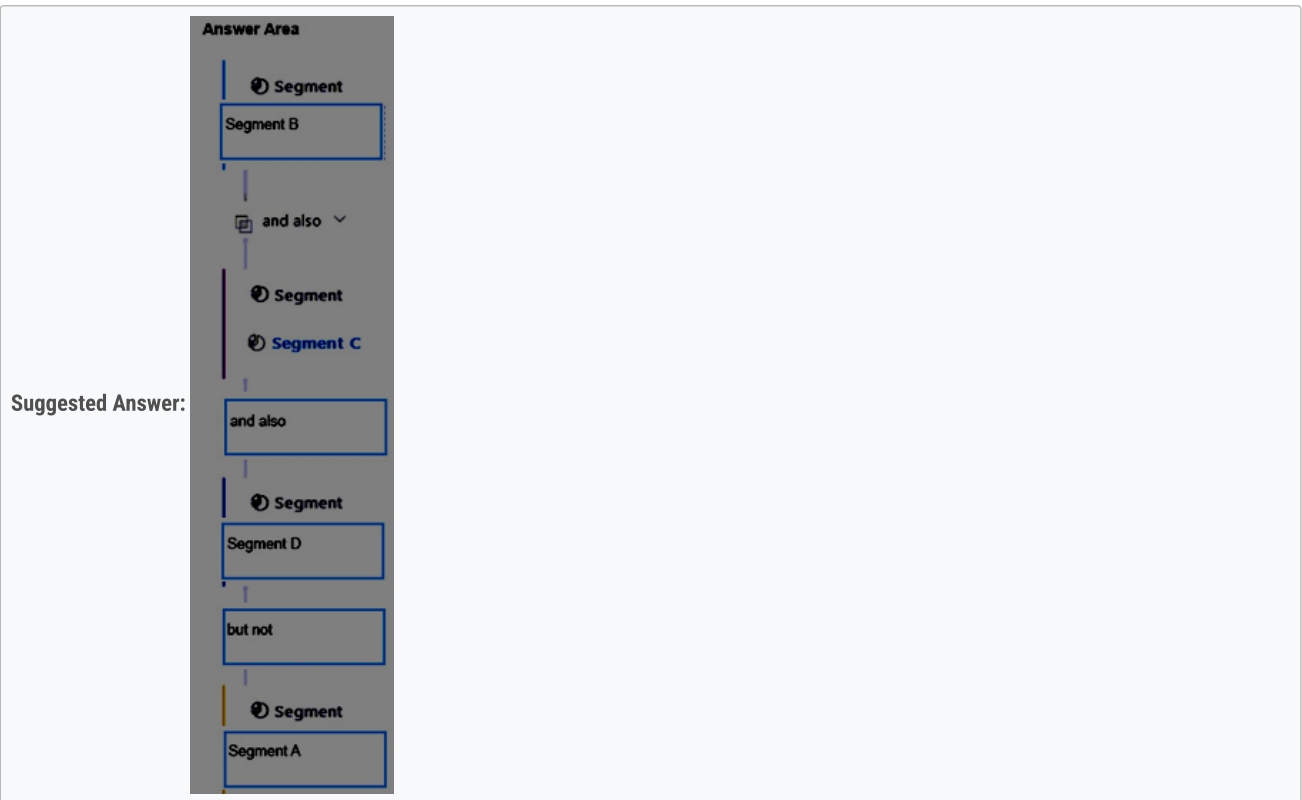 Answer Area
Segment
Segment B
and also
Segment
Segment C
Suggested Answer:
and also
Segment
Segment D
but not
Segment
Segment A